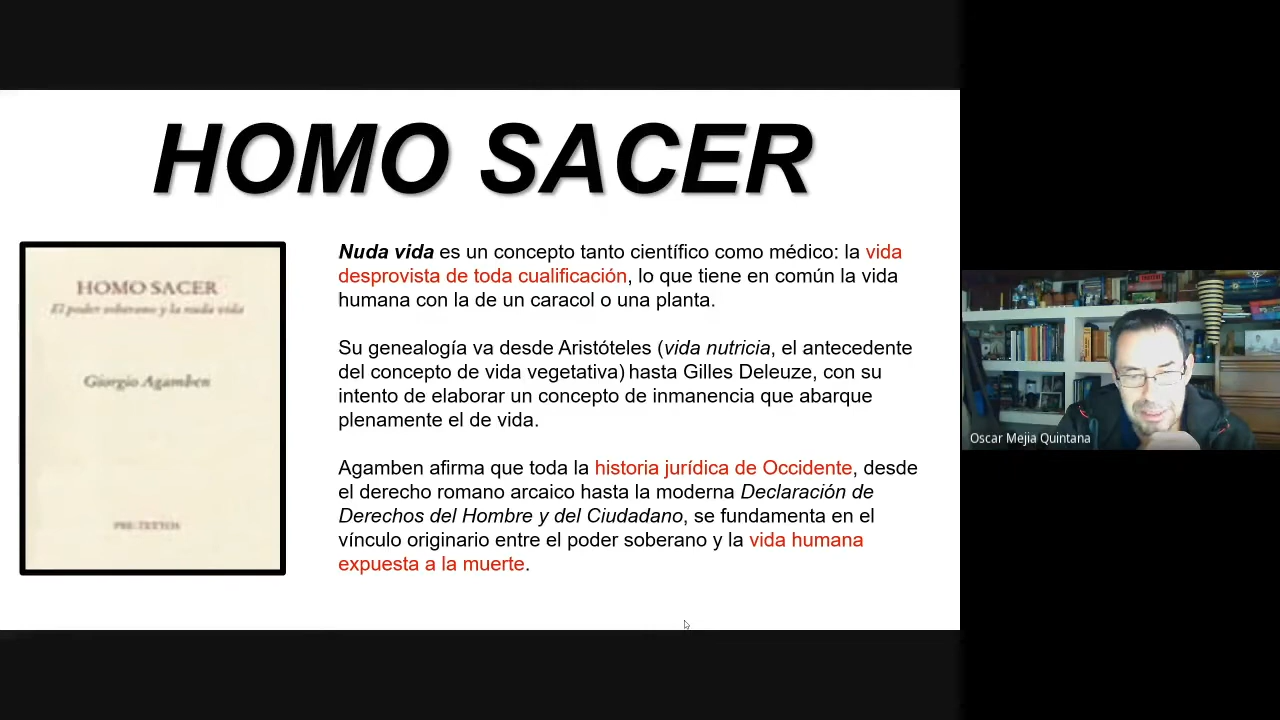 HOMO SACER
HOMO SACER
El poder soberano y la nuda vida
Giorgio Agamben
PRE-TEXTOS
Nuda vida es un concepto tanto científico como médico: la vida
desprovista de toda cualificación, lo que tiene en común la vida
humana con la de un caracol o una planta.
Su genealogía va desde Aristóteles (vida nutricia, el antecedente
del concepto de vida vegetativa) hasta Gilles Deleuze, con su
intento de elaborar un concepto de inmanencia que abarque
plenamente el de vida.
Agamben afirma que toda la historia jurídica de Occidente, desde
el derecho romano arcaico hasta la moderna Declaración de
Derechos del Hombre y del Ciudadano, se fundamenta en el
vínculo originario entre el poder soberano y la vida humana
expuesta a la muerte.
Oscar Mejia Quintana